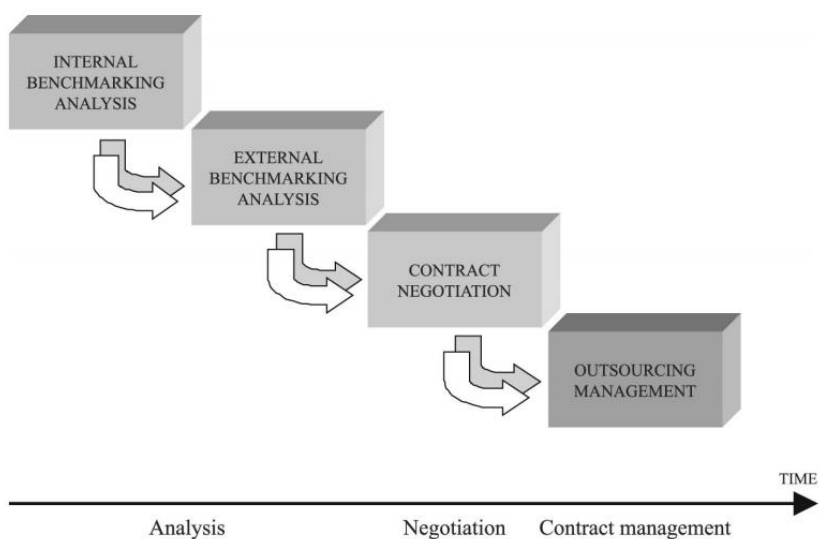 INTERNAL
BENCHMARKING
ANALYSIS
EXTERNAL
BENCHMARKING
ANALYSIS
CONTRACT
NEGOTIATION
OUTSOURCING
MANAGEMENT
TIME
Analysis
Negotiation
Contract management